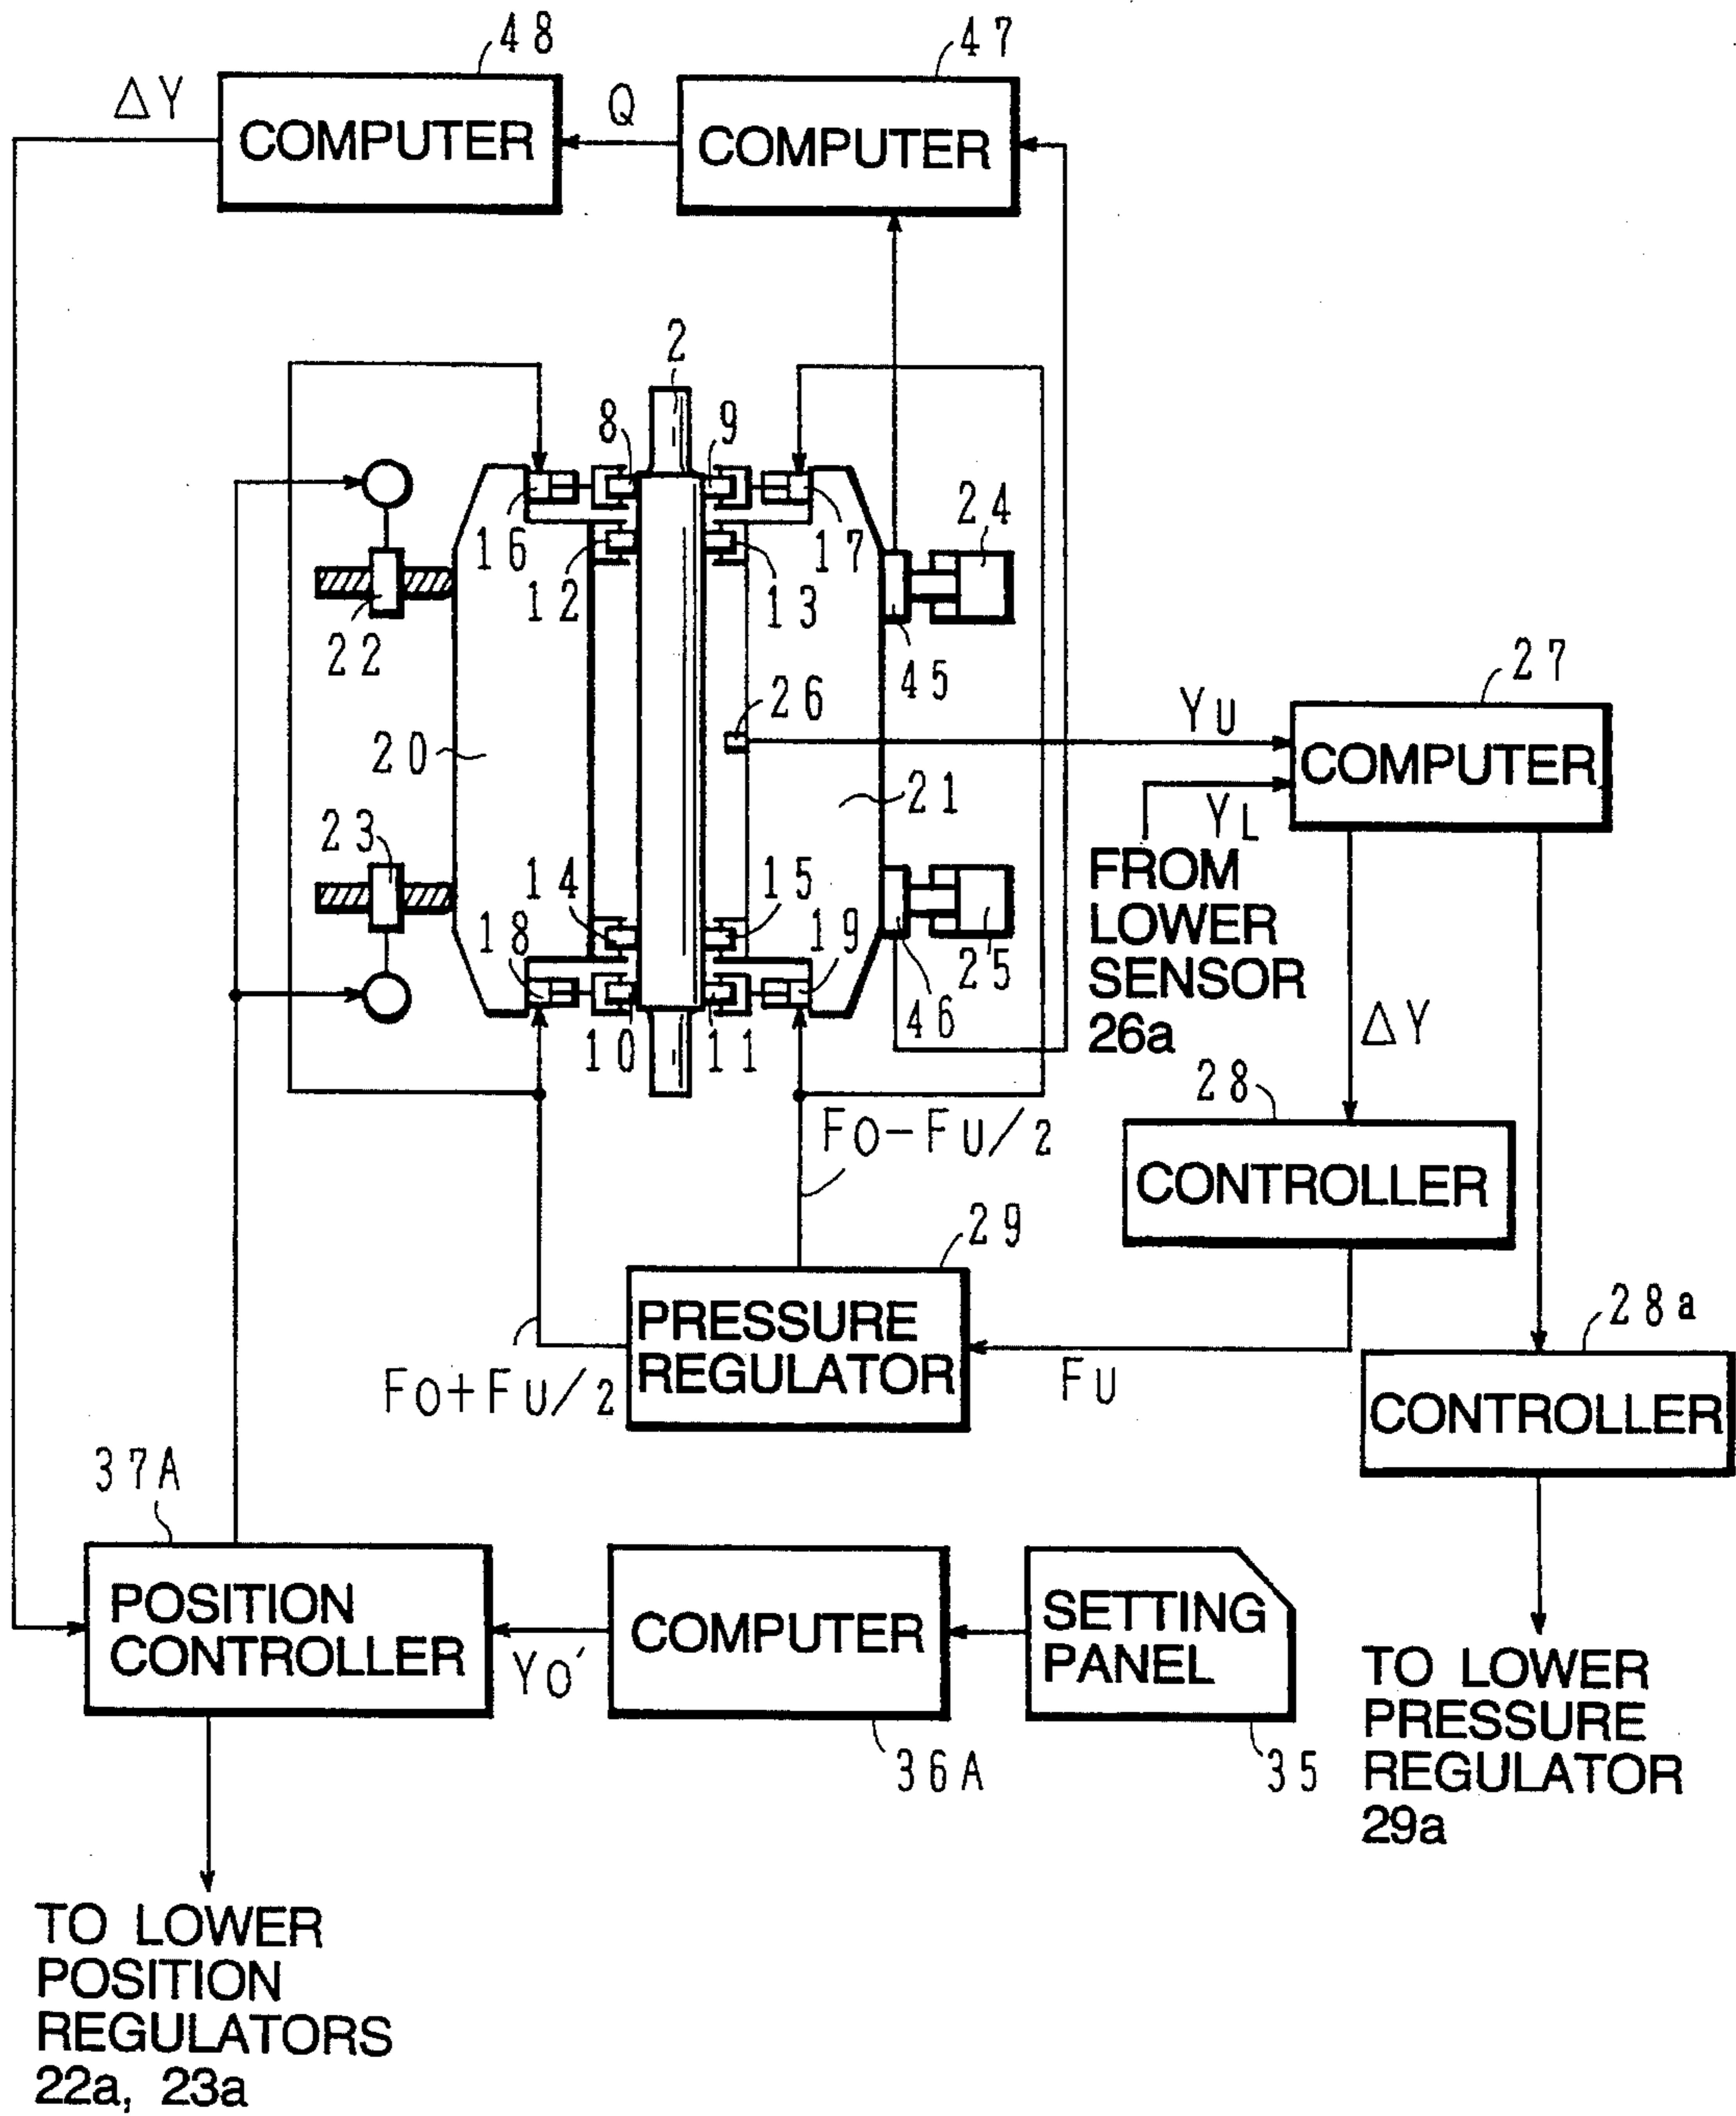 48
47
ΔY
COMPUTER
Q
COMPUTER
2
8
9
16
12
17
13
24
22
45
27
26
YU
COMPUTER
20
21
YL
23
14
15
18
19
25
FROM
LOWER
SENSOR
26a
46
10
11
ΔY
28
FO-FU/2
CONTROLLER
29
PRESSURE
REGULATOR
28a
FU
FO+FU/2
CONTROLLER
37A
POSITION
CONTROLLER
YO'
COMPUTER
SETTING
PANEL
36A
35
TO LOWER
PRESSURE
REGULATOR
29a
TO LOWER
POSITION
REGULATORS
22a, 23a